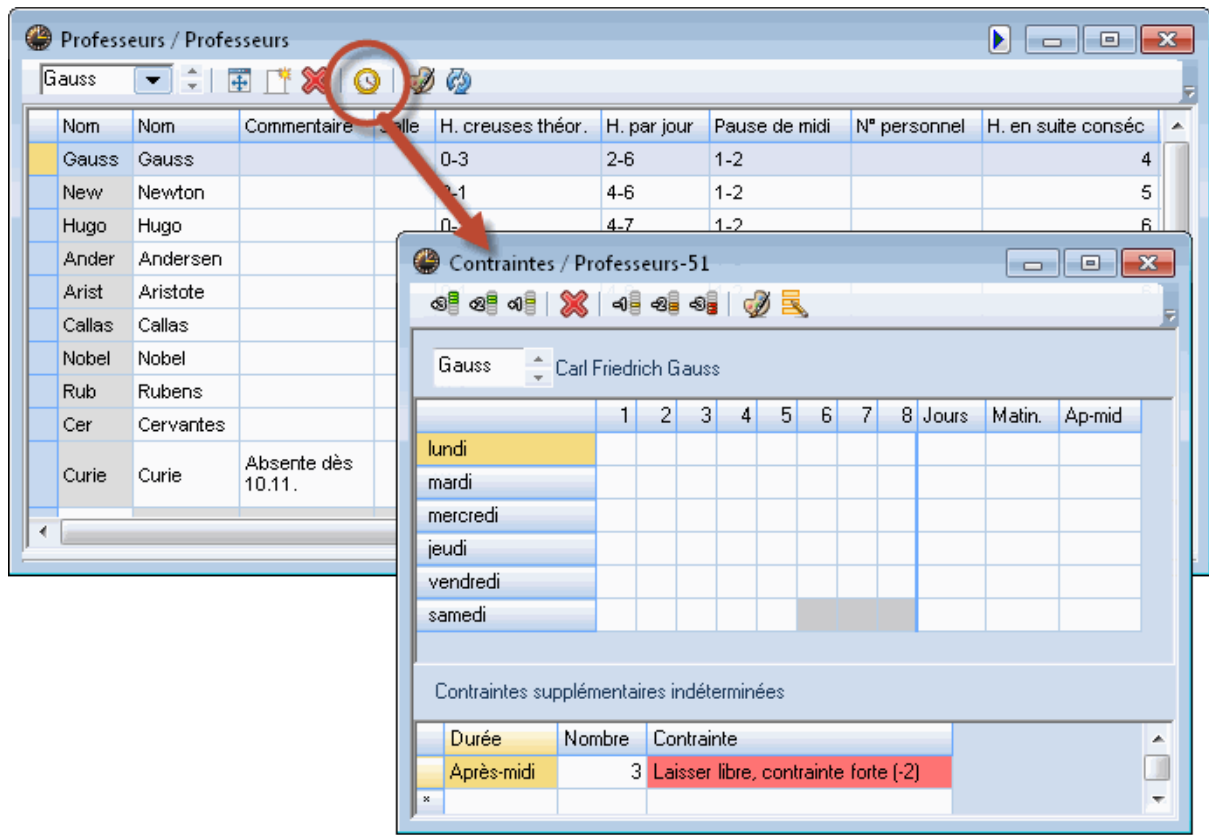 Professeurs / Professeurs
Gauss
Nom Nom Commentaire H. creuses théor. H. par jour Pause de midi N° personnel H. en suite conséc
Gauss Gauss 0-3 2-6 1-2 4
New Newton 4-6 1-2 5
Hugo Hugo 4-7 1-2 6
Ander Andersen
Arist Aristote
Callas Callas
Nobel Nobel
Rub Rubens
Cer Cervantes
Curie Curie Absente dès
10.11.
Contraintes / Professeurs-51
-3 -2 -1
Gauss Carl Friedrich Gauss
1 2 3 4 5 6 7 8 Jours Matin. Ap-mid
lundi
mardi
mercredi
jeudi
vendredi
samedi
Contraintes supplémentaires indéterminées
Durée Nombre Contrainte
Après-midi 3 Laisser libre, contrainte forte (-2)
*